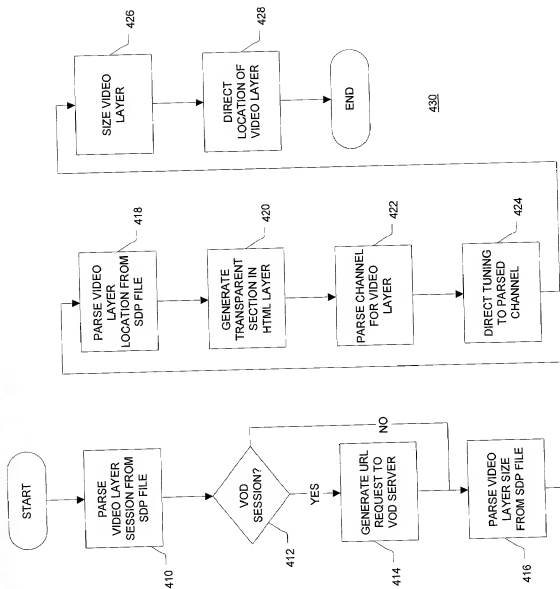 START
PARSE
VIDEO LAYER
SESSION FROM
SDP FILE
410
VOD
SESSION?
412
YES
NO
GENERATE URL
REQUEST TO
VOD SERVER
414
PARSE VIDEO
LAYER SIZE
FROM SDP FILE
416
PARSE VIDEO
LAYER
LOCATION FROM
SDP FILE
418
GENERATE
TRANSPARENT
SECTION IN
HTML LAYER
420
PARSE CHANNEL
FOR VIDEO
LAYER
422
DIRECT TUNING
TO PARSED
CHANNEL
424
SIZE VIDEO
LAYER
426
DIRECT
LOCATION OF
VIDEO LAYER
428
END
430